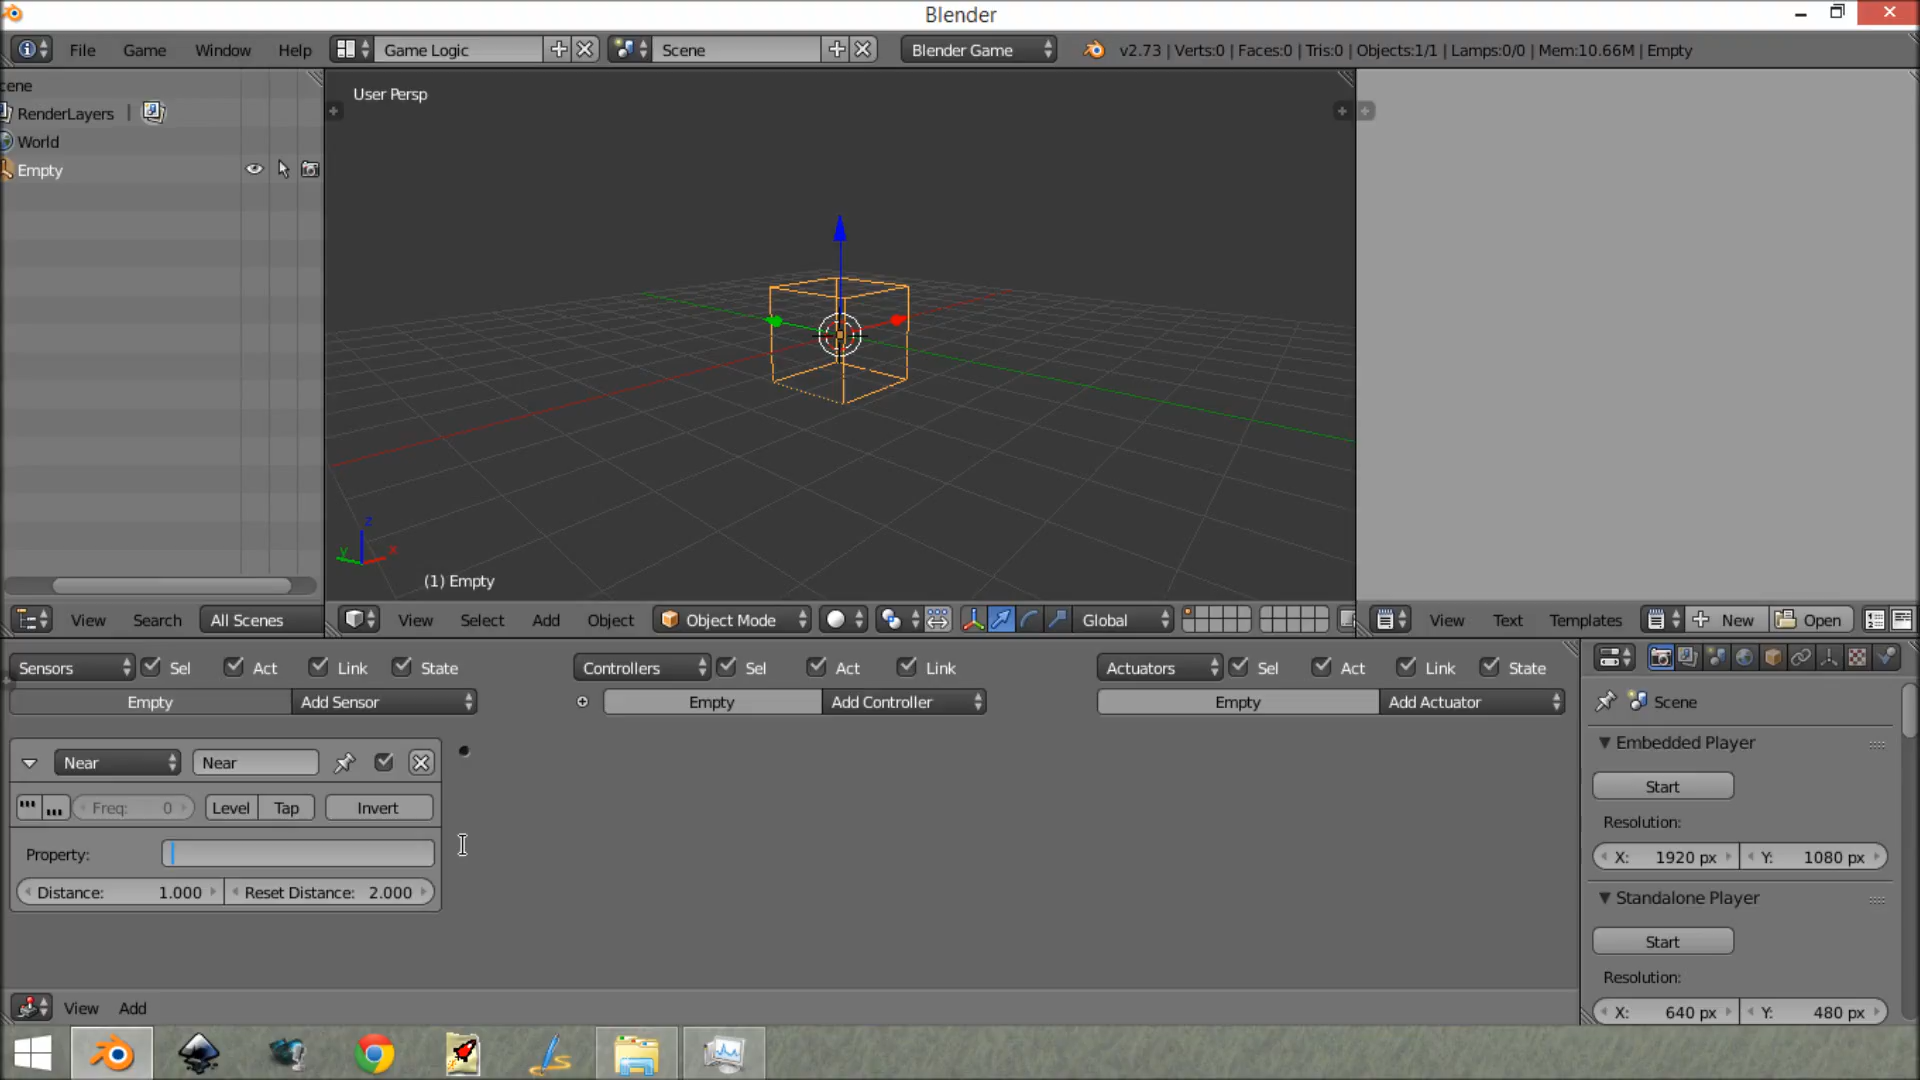 Blender
File Game Window Help Game Logic Scene Blender Game v2.73 | Verts:0 | Faces:0 | Tris:0 | Objects:1/1 | Lamps:0/0 | Mem:10.66M | Empty
cene
RenderLayers |
World
Empty
User Persp
z
y x
(1) Empty
View Search All Scenes
View Select Add Object Object Mode Global
View Text Templates New Open
Sensors Sel Act Link State
Controllers Sel Act Link
Actuators Sel Act Link State
Empty Add Sensor
Empty Add Controller
Empty Add Actuator
Near Near
Freq: 0 Level Tap Invert
Property:
Distance: 1.000 Reset Distance: 2.000
Scene
Embedded Player
Start
Resolution:
X: 1920 px Y: 1080 px
Standalone Player
Start
Resolution:
X: 640 px Y: 480 px
View Add